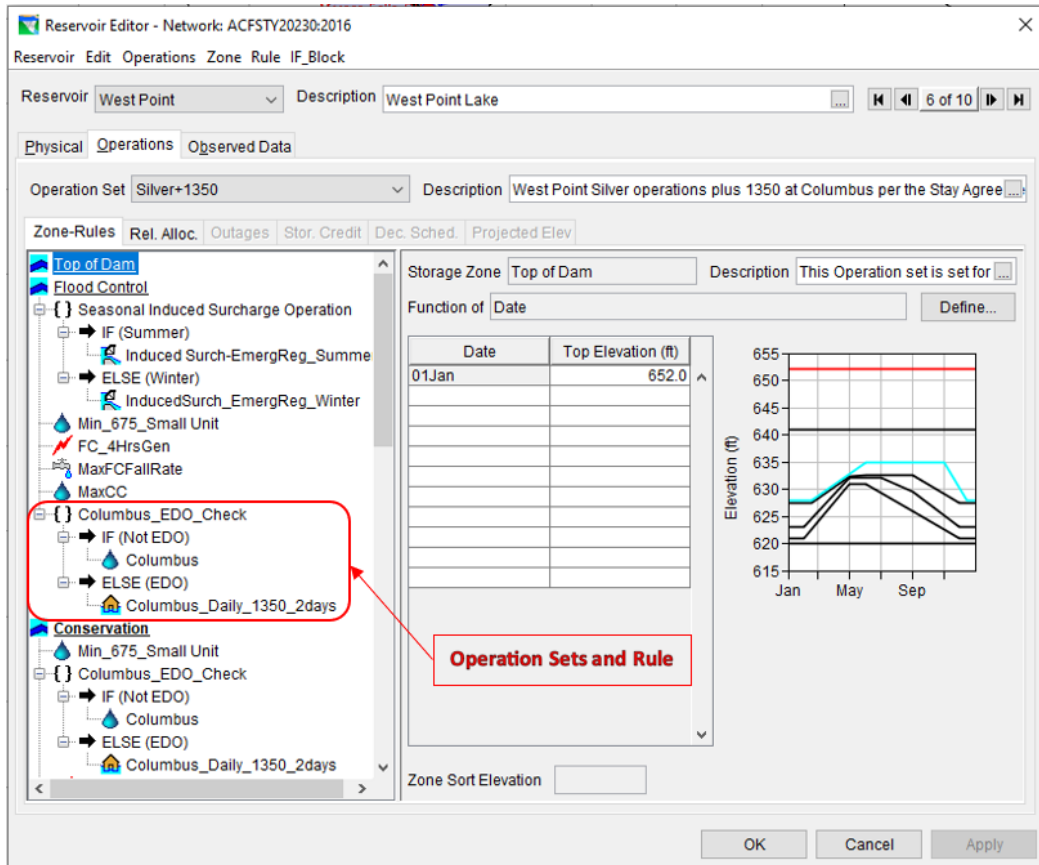 Reservoir Editor - Network: ACFSTY20230:2016
Reservoir Edit Operations Zone Rule IF_Block
Reservoir West Point Description West Point Lake ... 6 of 10
Physical Operations Observed Data
Operation Set Silver+1350 Description West Point Silver operations plus 1350 at Columbus per the Stay Agree ...
Zone-Rules Rel. Alloc. Outages Stor. Credit Dec. Sched. Projected Elev
Top of Dam
Flood Control
{ } Seasonal Induced Surcharge Operation
IF (Summer)
Induced Surch-EmergReg_Summe
ELSE (Winter)
InducedSurch_EmergReg_Winter
Min_675_Small Unit
FC_4HrsGen
MaxFCFallRate
MaxCC
{ } Columbus_EDO_Check
IF (Not EDO)
Columbus
ELSE (EDO)
Columbus_Daily_1350_2days
Conservation
Min_675_Small Unit
{ } Columbus_EDO_Check
IF (Not EDO)
Columbus
ELSE (EDO)
Columbus_Daily_1350_2days
Storage Zone Top of Dam Description This Operation set is set for ...
Function of Date Define...
Date Top Elevation (ft)
01Jan 652.0
Elevation (ft)
655
650
645
640
635
630
625
620
615
Jan May Sep
Operation Sets and Rule
Zone Sort Elevation
OK Cancel Apply